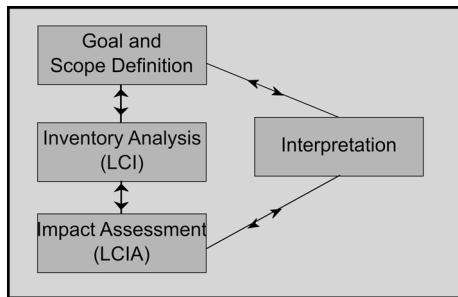 Goal and
Scope Definition
Inventory Analysis
(LCI)
Interpretation
Impact Assessment
(LCIA)